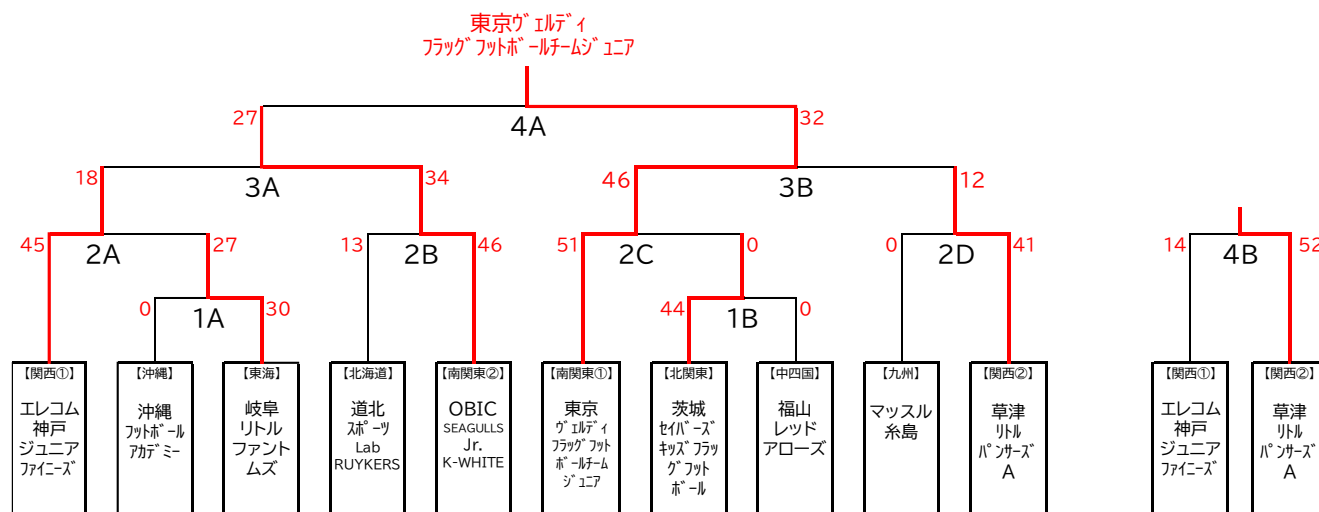 東京ヴェルディ
フラッグフットボールチームジュニア
27
4A
32
18
3A
34
46
3B
12
45
2A
27
13
2B
46
51
2C
0
0
2D
41
14
4B
52
0
1A
30
44
1B
0
【関西①】
エレコム
神戸
ジュニア
ファイニーズ
【沖縄】
沖縄
フットボール
アカデミー
【東海】
岐阜
リトル
ファント
ムズ
【北海道】
道北
スポーツ
Lab
RUYKERS
【南関東②】
OBIC
SEAGULLS
Jr.
K-WHITE
【南関東①】
東京
ヴェルディ
フラッグフット
ボールチーム
ジュニア
【北関東】
茨城
セイバーズ
キッズフラッ
グフット
ボール
【中四国】
福山
レッド
アローズ
【九州】
マッスル
糸島
【関西②】
草津
リトル
パンサーズ
A
【関西①】
エレコム
神戸
ジュニア
ファイニーズ
【関西②】
草津
リトル
パンサーズ
A